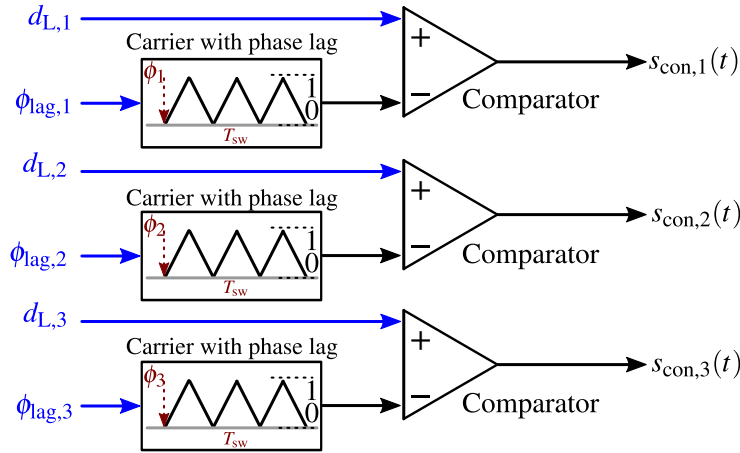 d_L,1
Carrier with phase lag
ϕ_1
1
+
s_con,1(t)
ϕ_lag,1
0
−
Comparator
T_sw
d_L,2
Carrier with phase lag
ϕ_2
1
+
s_con,2(t)
ϕ_lag,2
0
−
Comparator
T_sw
d_L,3
Carrier with phase lag
ϕ_3
1
+
s_con,3(t)
ϕ_lag,3
0
−
Comparator
T_sw